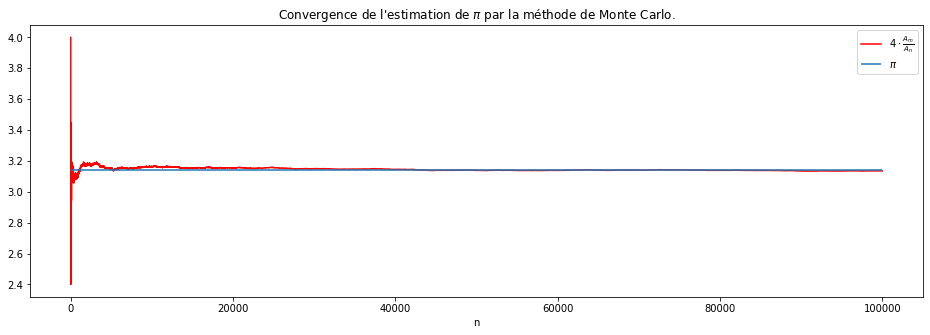 Convergence de l'estimation de π par la méthode de Monte Carlo.
4 · A_m/A_n
π
4.0
3.8
3.6
3.4
3.2
3.0
2.8
2.6
2.4
0 20000 40000 60000 80000 100000
n